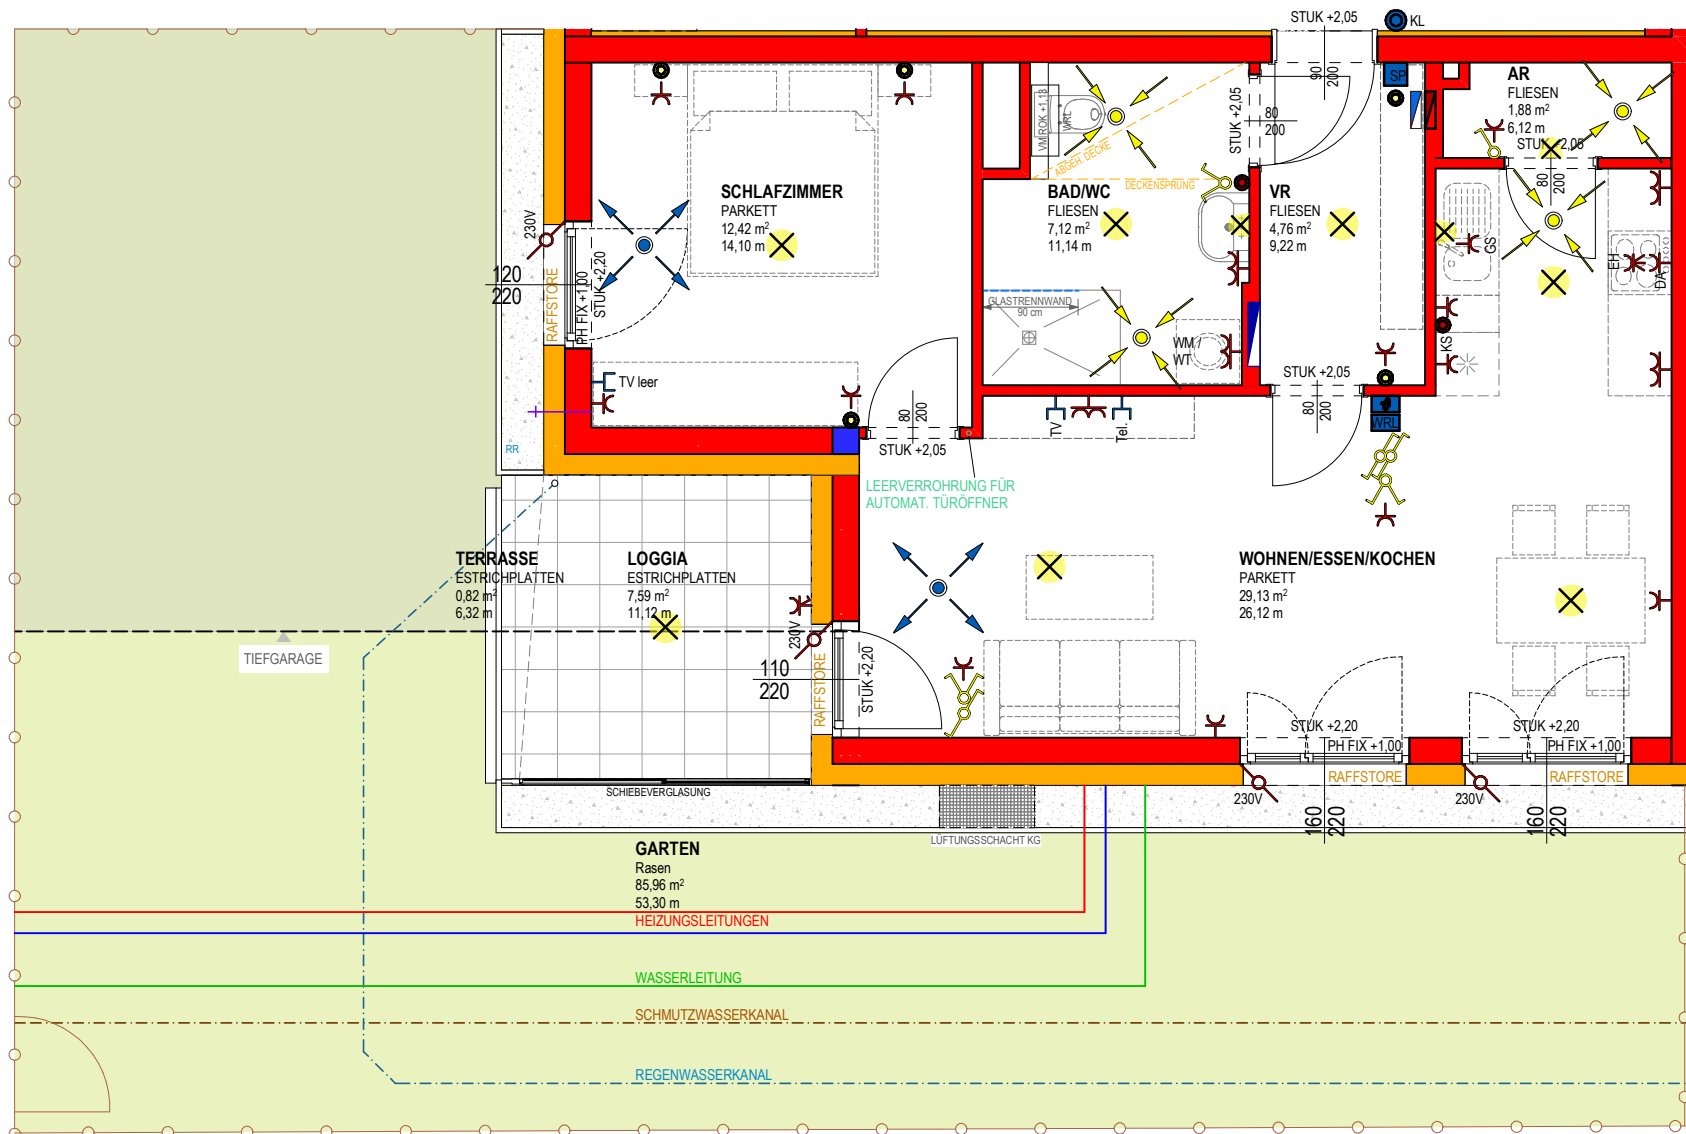 STUK +2,05
KL
90
200
SP
AR
FLIESEN
1,88 m²
6,12 m
STUK +2,05
80
200
VM ROK +1,13
WRL
ABGEH. DECKE
DECKENSPRUNG
STUK +2,05
80
200
SCHLAFZIMMER
PARKETT
12,42 m²
14,10 m
BAD/WC
FLIESEN
7,12 m²
11,14 m
VR
FLIESEN
4,76 m²
9,22 m
230V
120
220
RAFFSTORE
PH FIX +1,00
STUK +2,20
GLASTRENNWAND
90 cm
WM /
WT
GS
EH
DA
KS
TV leer
STUK +2,05
80
200
80
200
STUK +2,05
TV
Tel.
WRL
RR
LEERVERROHRUNG FÜR
AUTOMAT. TÜRÖFFNER
TERRASSE
ESTRICHPLATTEN
0,82 m²
6,32 m
LOGGIA
ESTRICHPLATTEN
7,59 m²
11,12 m
WOHNEN/ESSEN/KOCHEN
PARKETT
29,13 m²
26,12 m
TIEFGARAGE
230V
110
220
RAFFSTORE
STUK +2,20
STUK +2,20
PH FIX +1,00
RAFFSTORE
STUK +2,20
PH FIX +1,00
RAFFSTORE
SCHIEBEVERGLASUNG
230V
160
220
230V
160
220
LÜFTUNGSSCHACHT KG
GARTEN
Rasen
85,96 m²
53,30 m
HEIZUNGSLEITUNGEN
WASSERLEITUNG
SCHMUTZWASSERKANAL
REGENWASSERKANAL